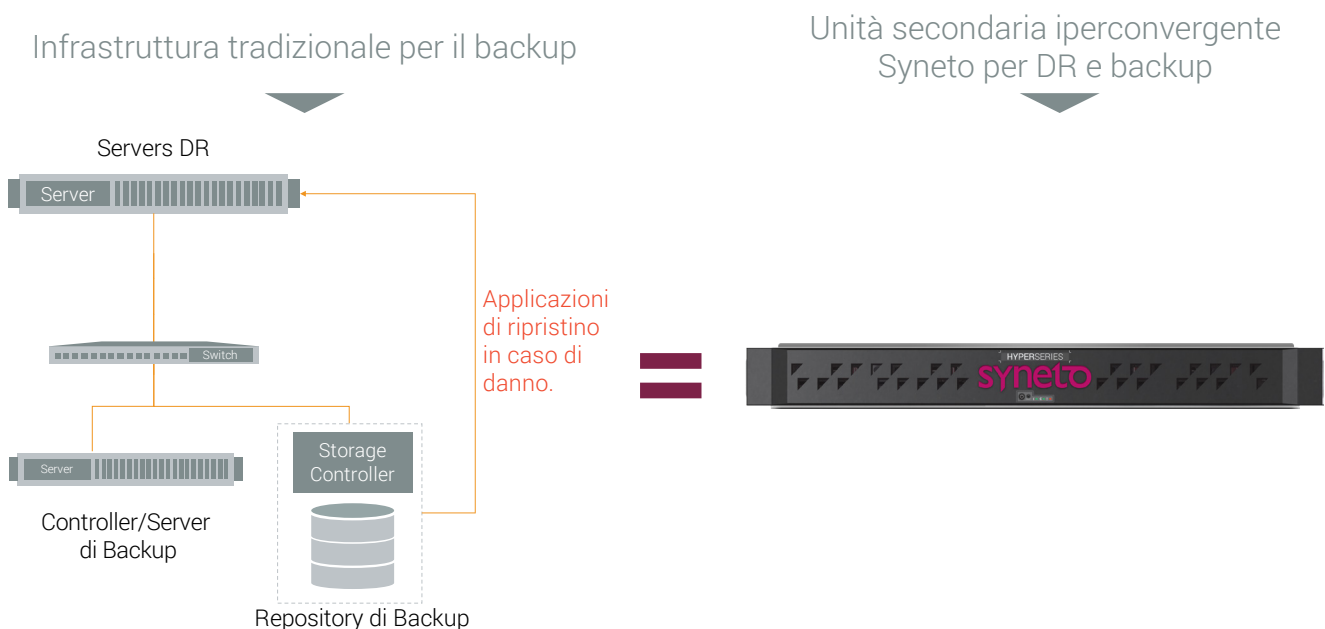 Infrastruttura tradizionale per il backup
Unità secondaria iperconvergente
Syneto per DR e backup
Servers DR
Server
Applicazioni
di ripristino
in caso di
danno.
Switch
HYPERSERIES
syneto
Server
Storage
Controller
Controller/Server
di Backup
Repository di Backup